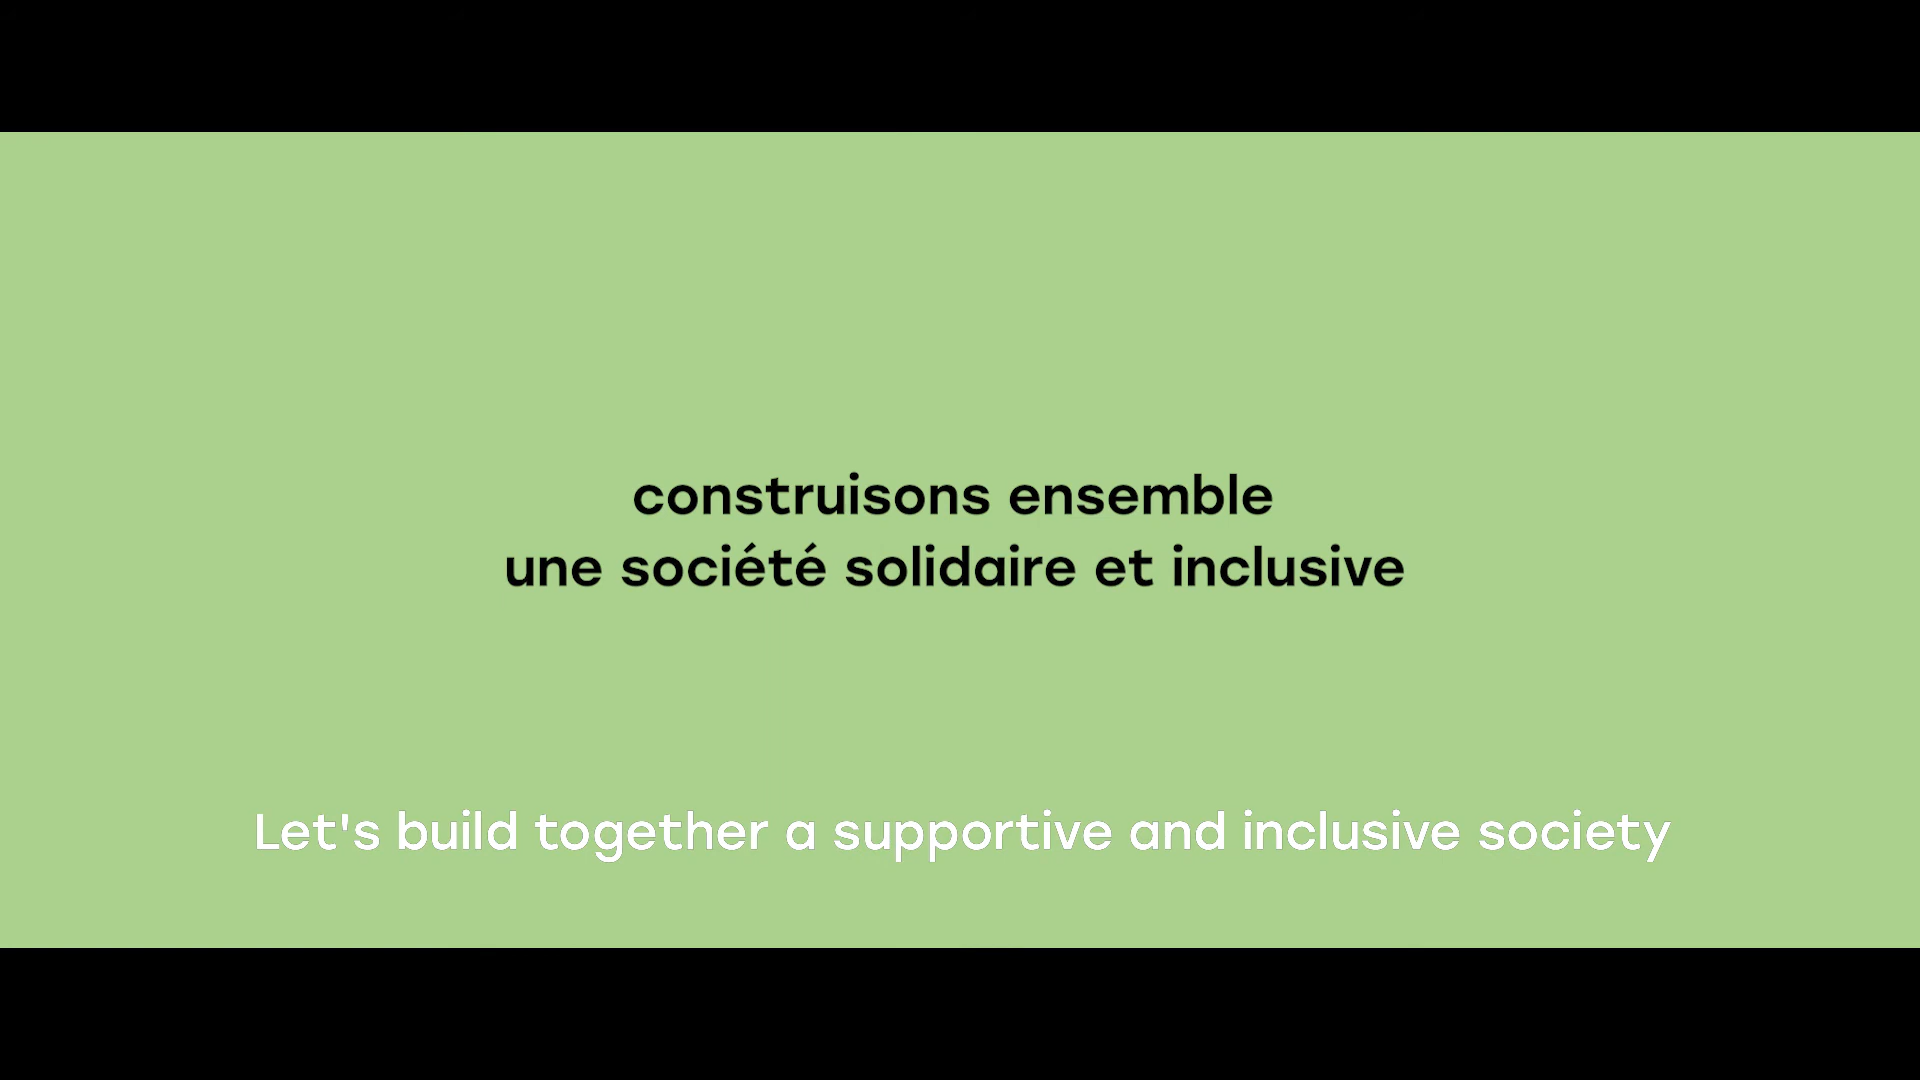 construisons ensemble
une société solidaire et inclusive
Let's build together a supportive and inclusive society